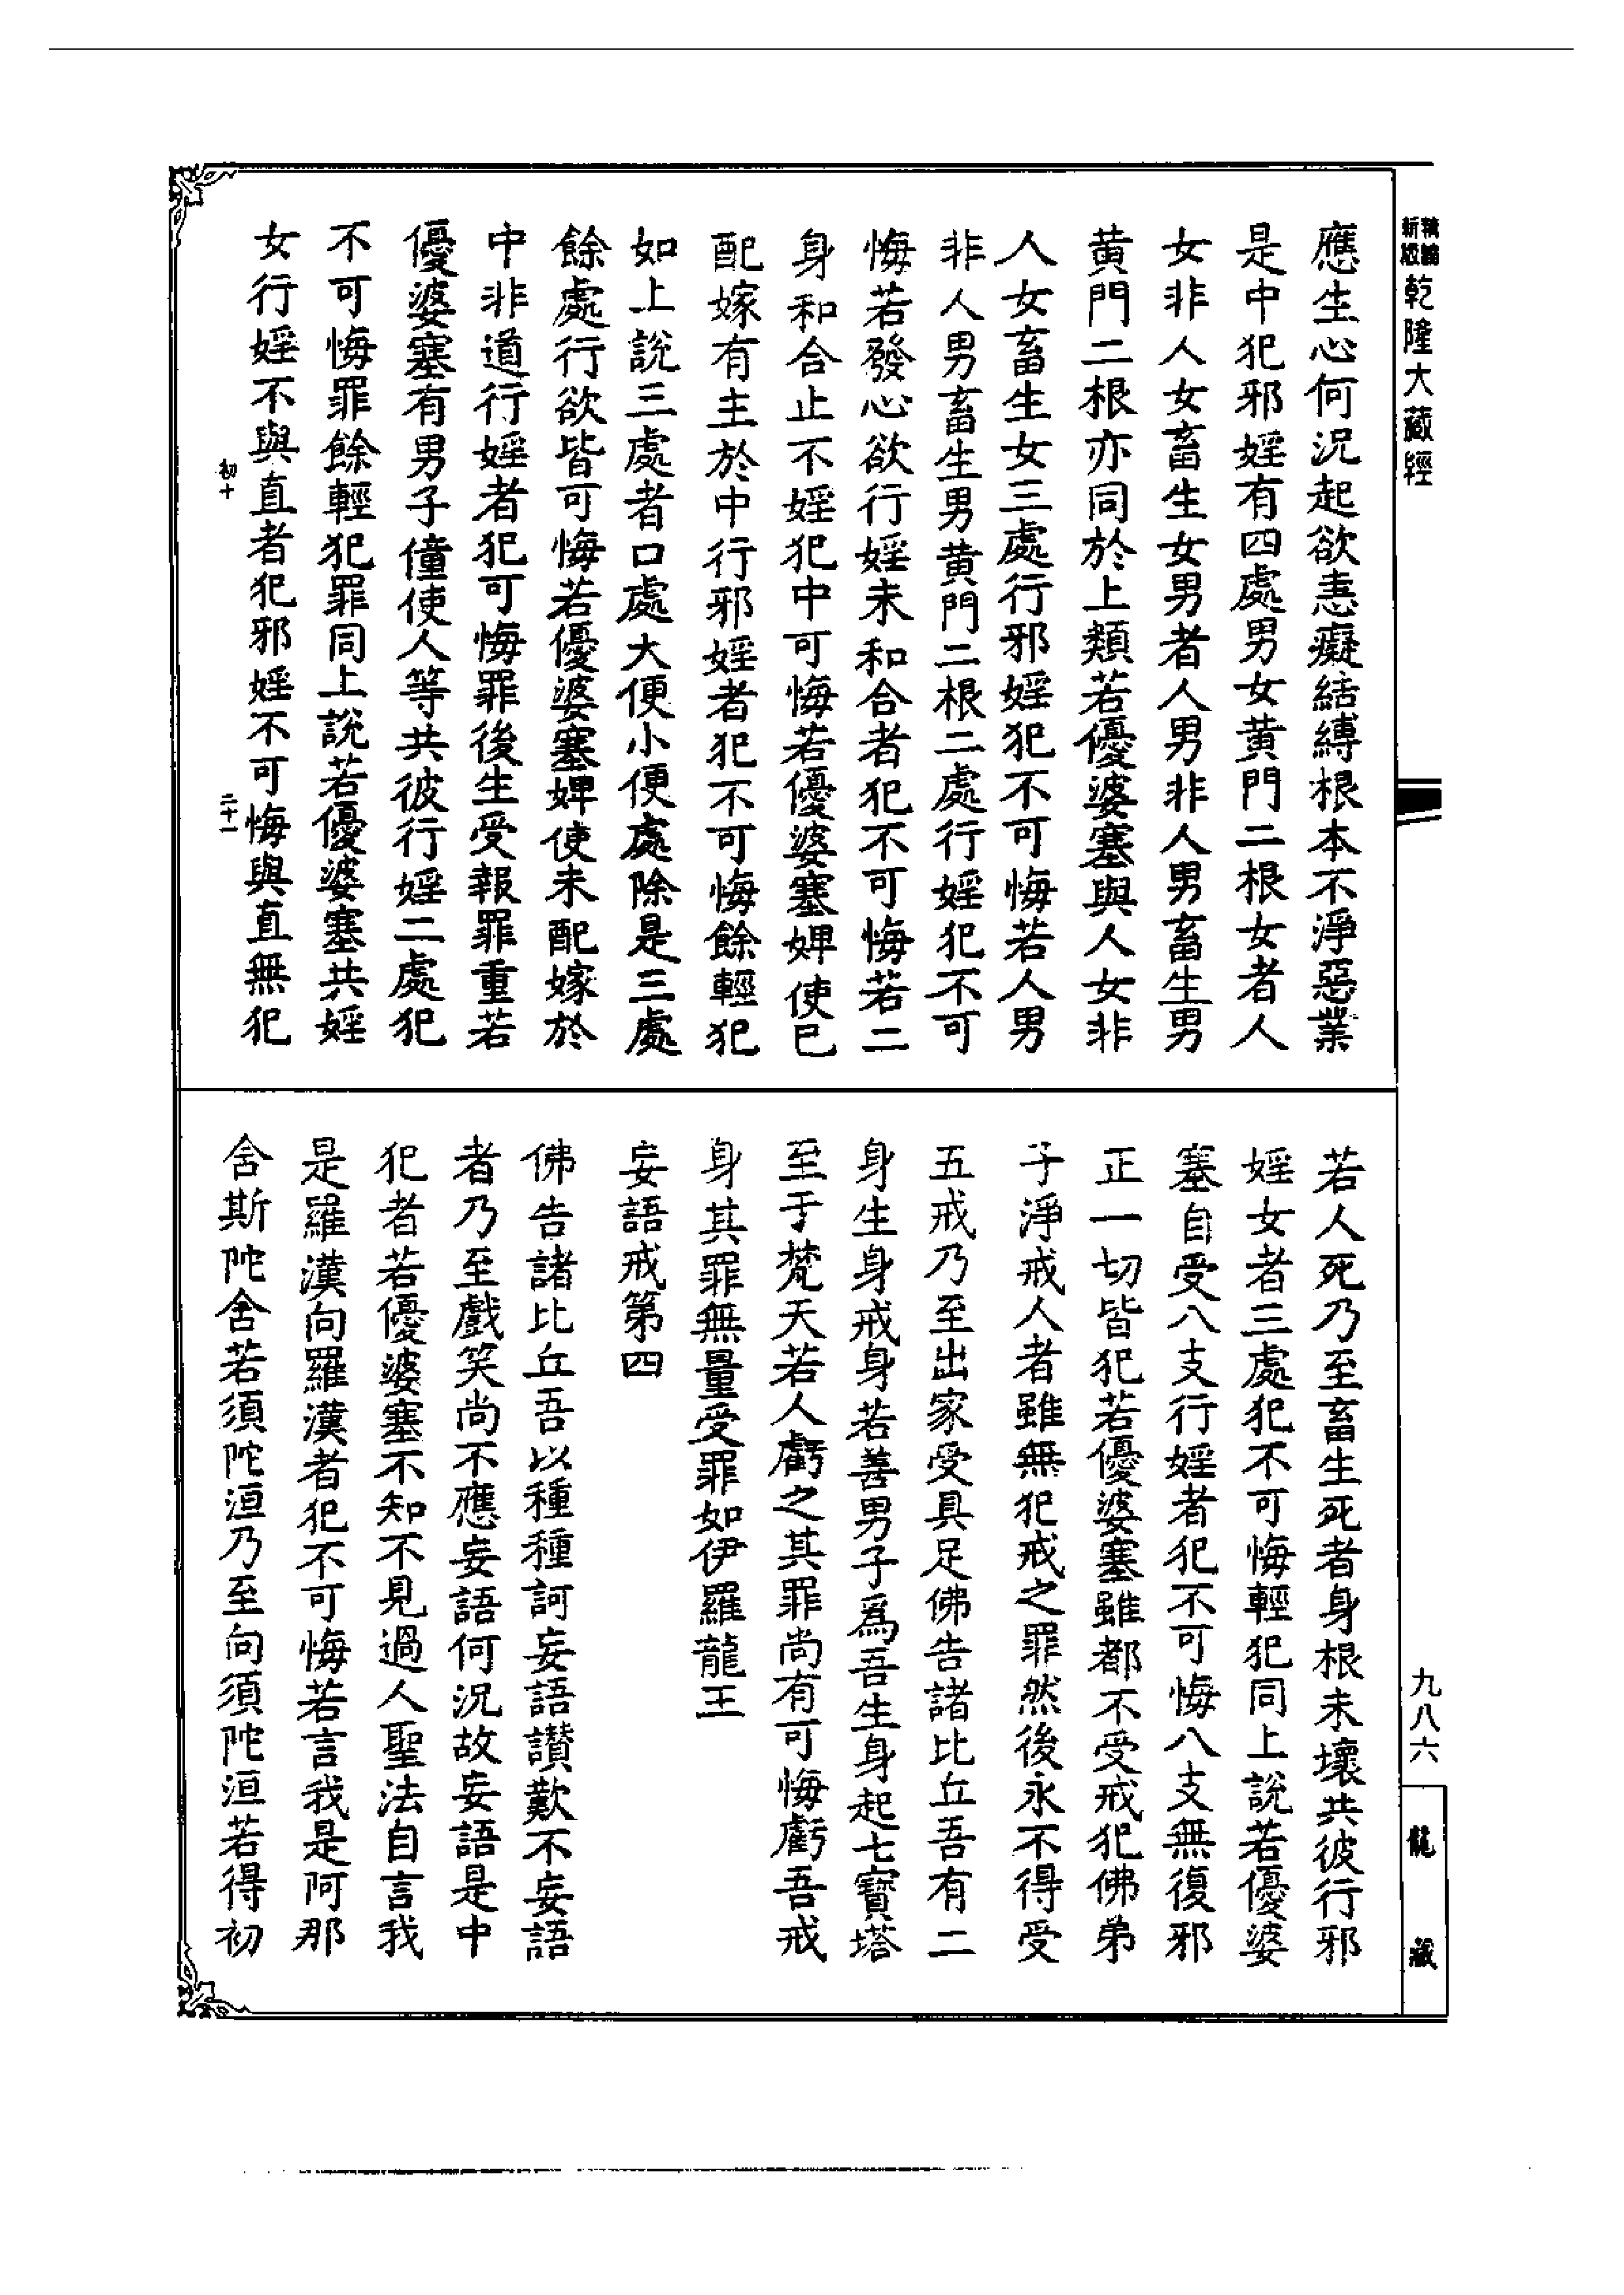 新版精編乾隆大藏經
應生心何況起欲恚癡結縛根本不淨惡業
是中犯邪婬有四處男女黃門二根女者人
女非人女畜生女男者人男非人男畜生男
黃門二根亦同於上類若優婆塞與人女非
人女畜生女三處行邪婬犯不可悔若人男
非人男畜生男黃門二根二處行婬犯不可
悔若發心欲行婬未和合者犯不可悔若二
身和合止不婬犯中可悔若優婆塞婢使已
配嫁有主於中行邪婬者犯不可悔餘輕犯
如上說三處者口處大便小便處除是三處
餘處行欲皆可悔若優婆塞婢使未配嫁於
中非道行婬者犯可悔罪後生受報罪重若
優婆塞有男子僮使人等共彼行婬二處犯
不可悔罪餘輕犯罪同上說若優婆塞共婬
女行婬不與直者犯邪婬不可悔與直無犯
初十
二十一
若人死乃至畜生死者身根未壞共彼行邪
婬女者三處犯不可悔輕犯同上說若優婆
塞自受八支行婬者犯不可悔八支無復邪
正一切皆犯若優婆塞雖都不受戒犯佛弟
子淨戒人者雖無犯戒之罪然後永不得受
五戒乃至出家受具足佛告諸比丘吾有二
身生身戒身若善男子爲吾生身起七寶塔
至于梵天若人虧之其罪尚有可悔虧吾戒
身其罪無量受罪如伊羅龍王
妄語戒第四
佛告諸比丘吾以種種訶妄語讚歎不妄語
者乃至戲笑尚不應妄語何況故妄語是中
犯者若優婆塞不知不見過人聖法自言我
是羅漢向羅漢者犯不可悔若言我是阿那
舍斯陀舍若須陀洹乃至向須陀洹若得初
九八六
龍藏